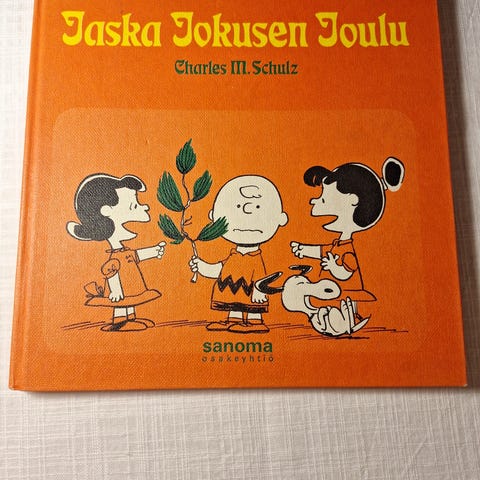 Jaska Jokusen Joulu
Charles M. Schulz
sanoma
osakeyhtiö